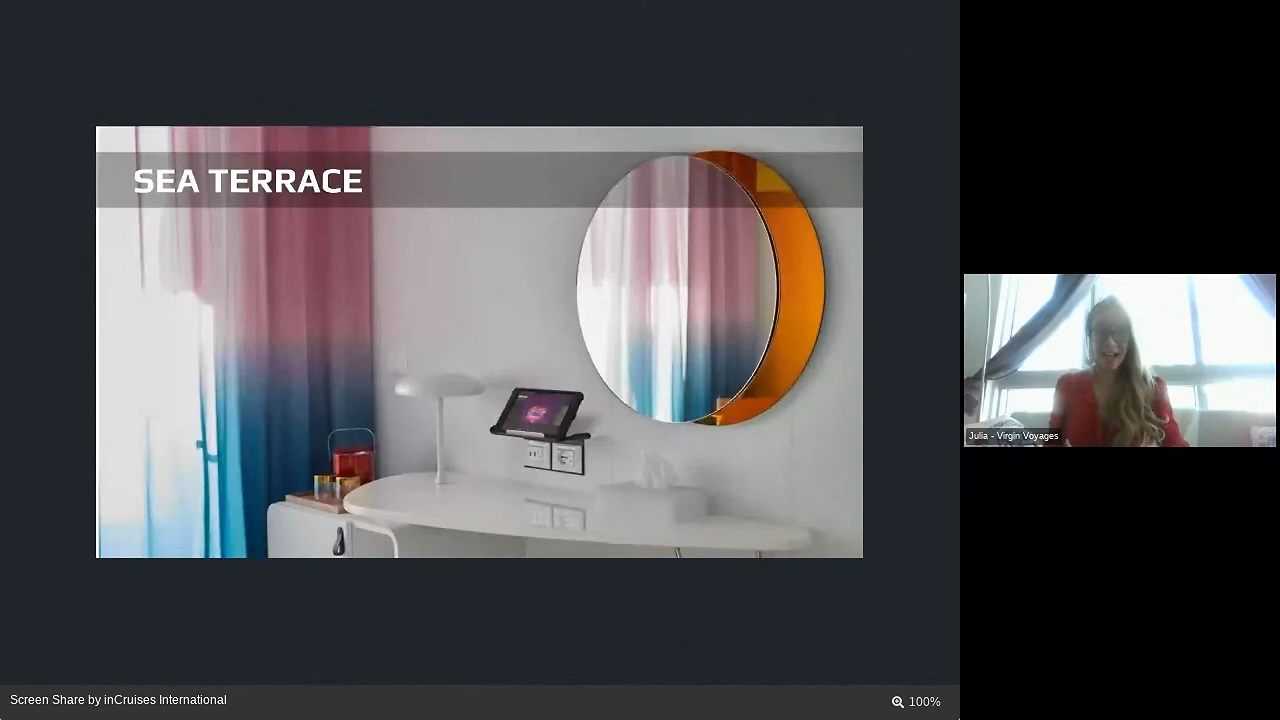 SEA TERRACE
Julia - Virgin Voyages
Screen Share by inCruises International
100%